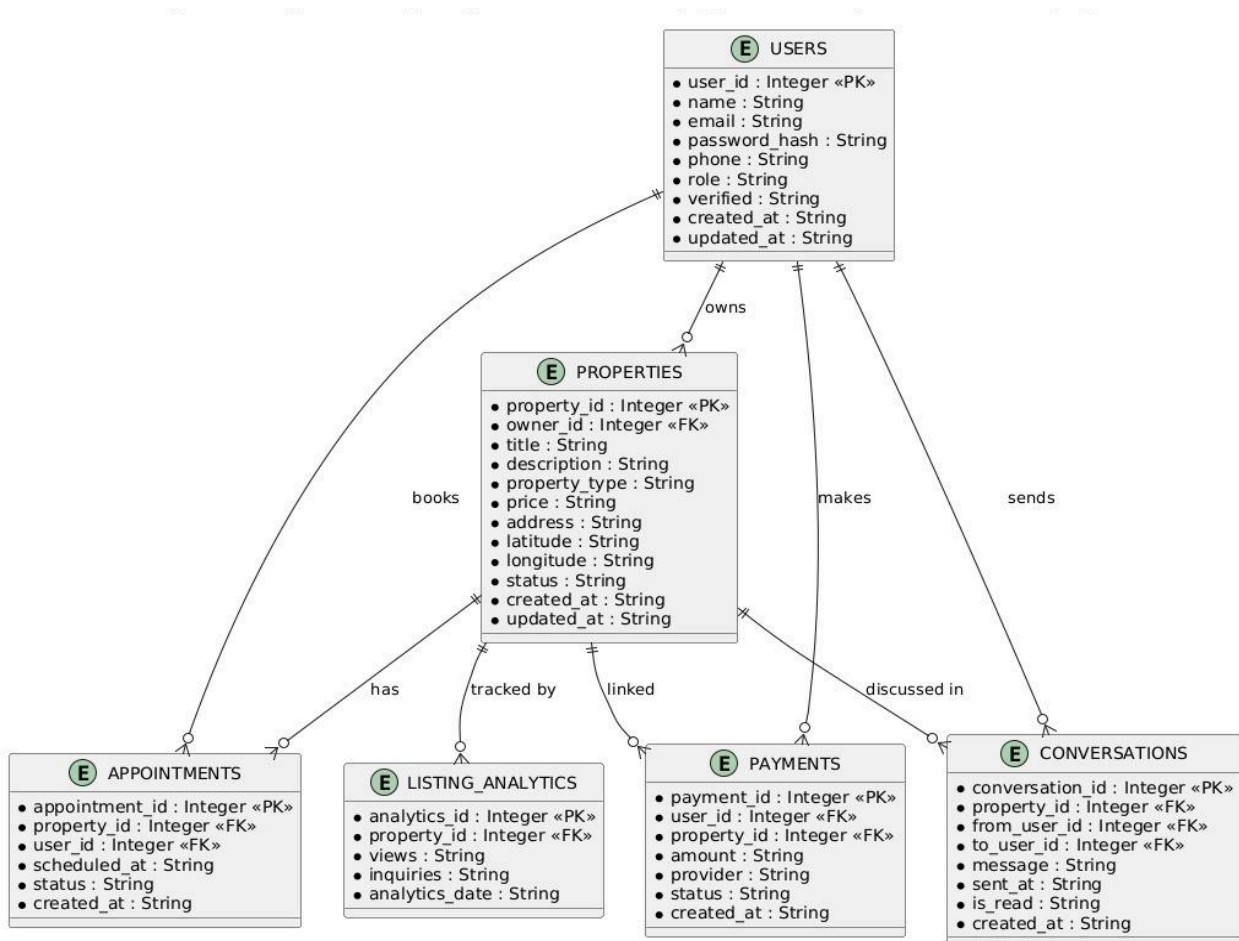 E USERS
user_id : Integer «PK»
name : String
email : String
password_hash : String
phone : String
role : String
verified : String
created_at : String
updated_at : String
owns
E PROPERTIES
property_id : Integer «PK»
owner_id : Integer «FK»
title : String
description : String
property_type : String
price : String
address : String
latitude : String
longitude : String
status : String
created_at : String
updated_at : String
books
makes
sends
has
tracked by
linked
discussed in
E APPOINTMENTS
appointment_id : Integer «PK»
property_id : Integer «FK»
user_id : Integer «FK»
scheduled_at : String
status : String
created_at : String
E LISTING_ANALYTICS
analytics_id : Integer «PK»
property_id : Integer «FK»
views : String
inquiries : String
analytics_date : String
E PAYMENTS
payment_id : Integer «PK»
user_id : Integer «FK»
property_id : Integer «FK»
amount : String
provider : String
status : String
created_at : String
E CONVERSATIONS
conversation_id : Integer «PK»
property_id : Integer «FK»
from_user_id : Integer «FK»
to_user_id : Integer «FK»
message : String
sent_at : String
is_read : String
created_at : String